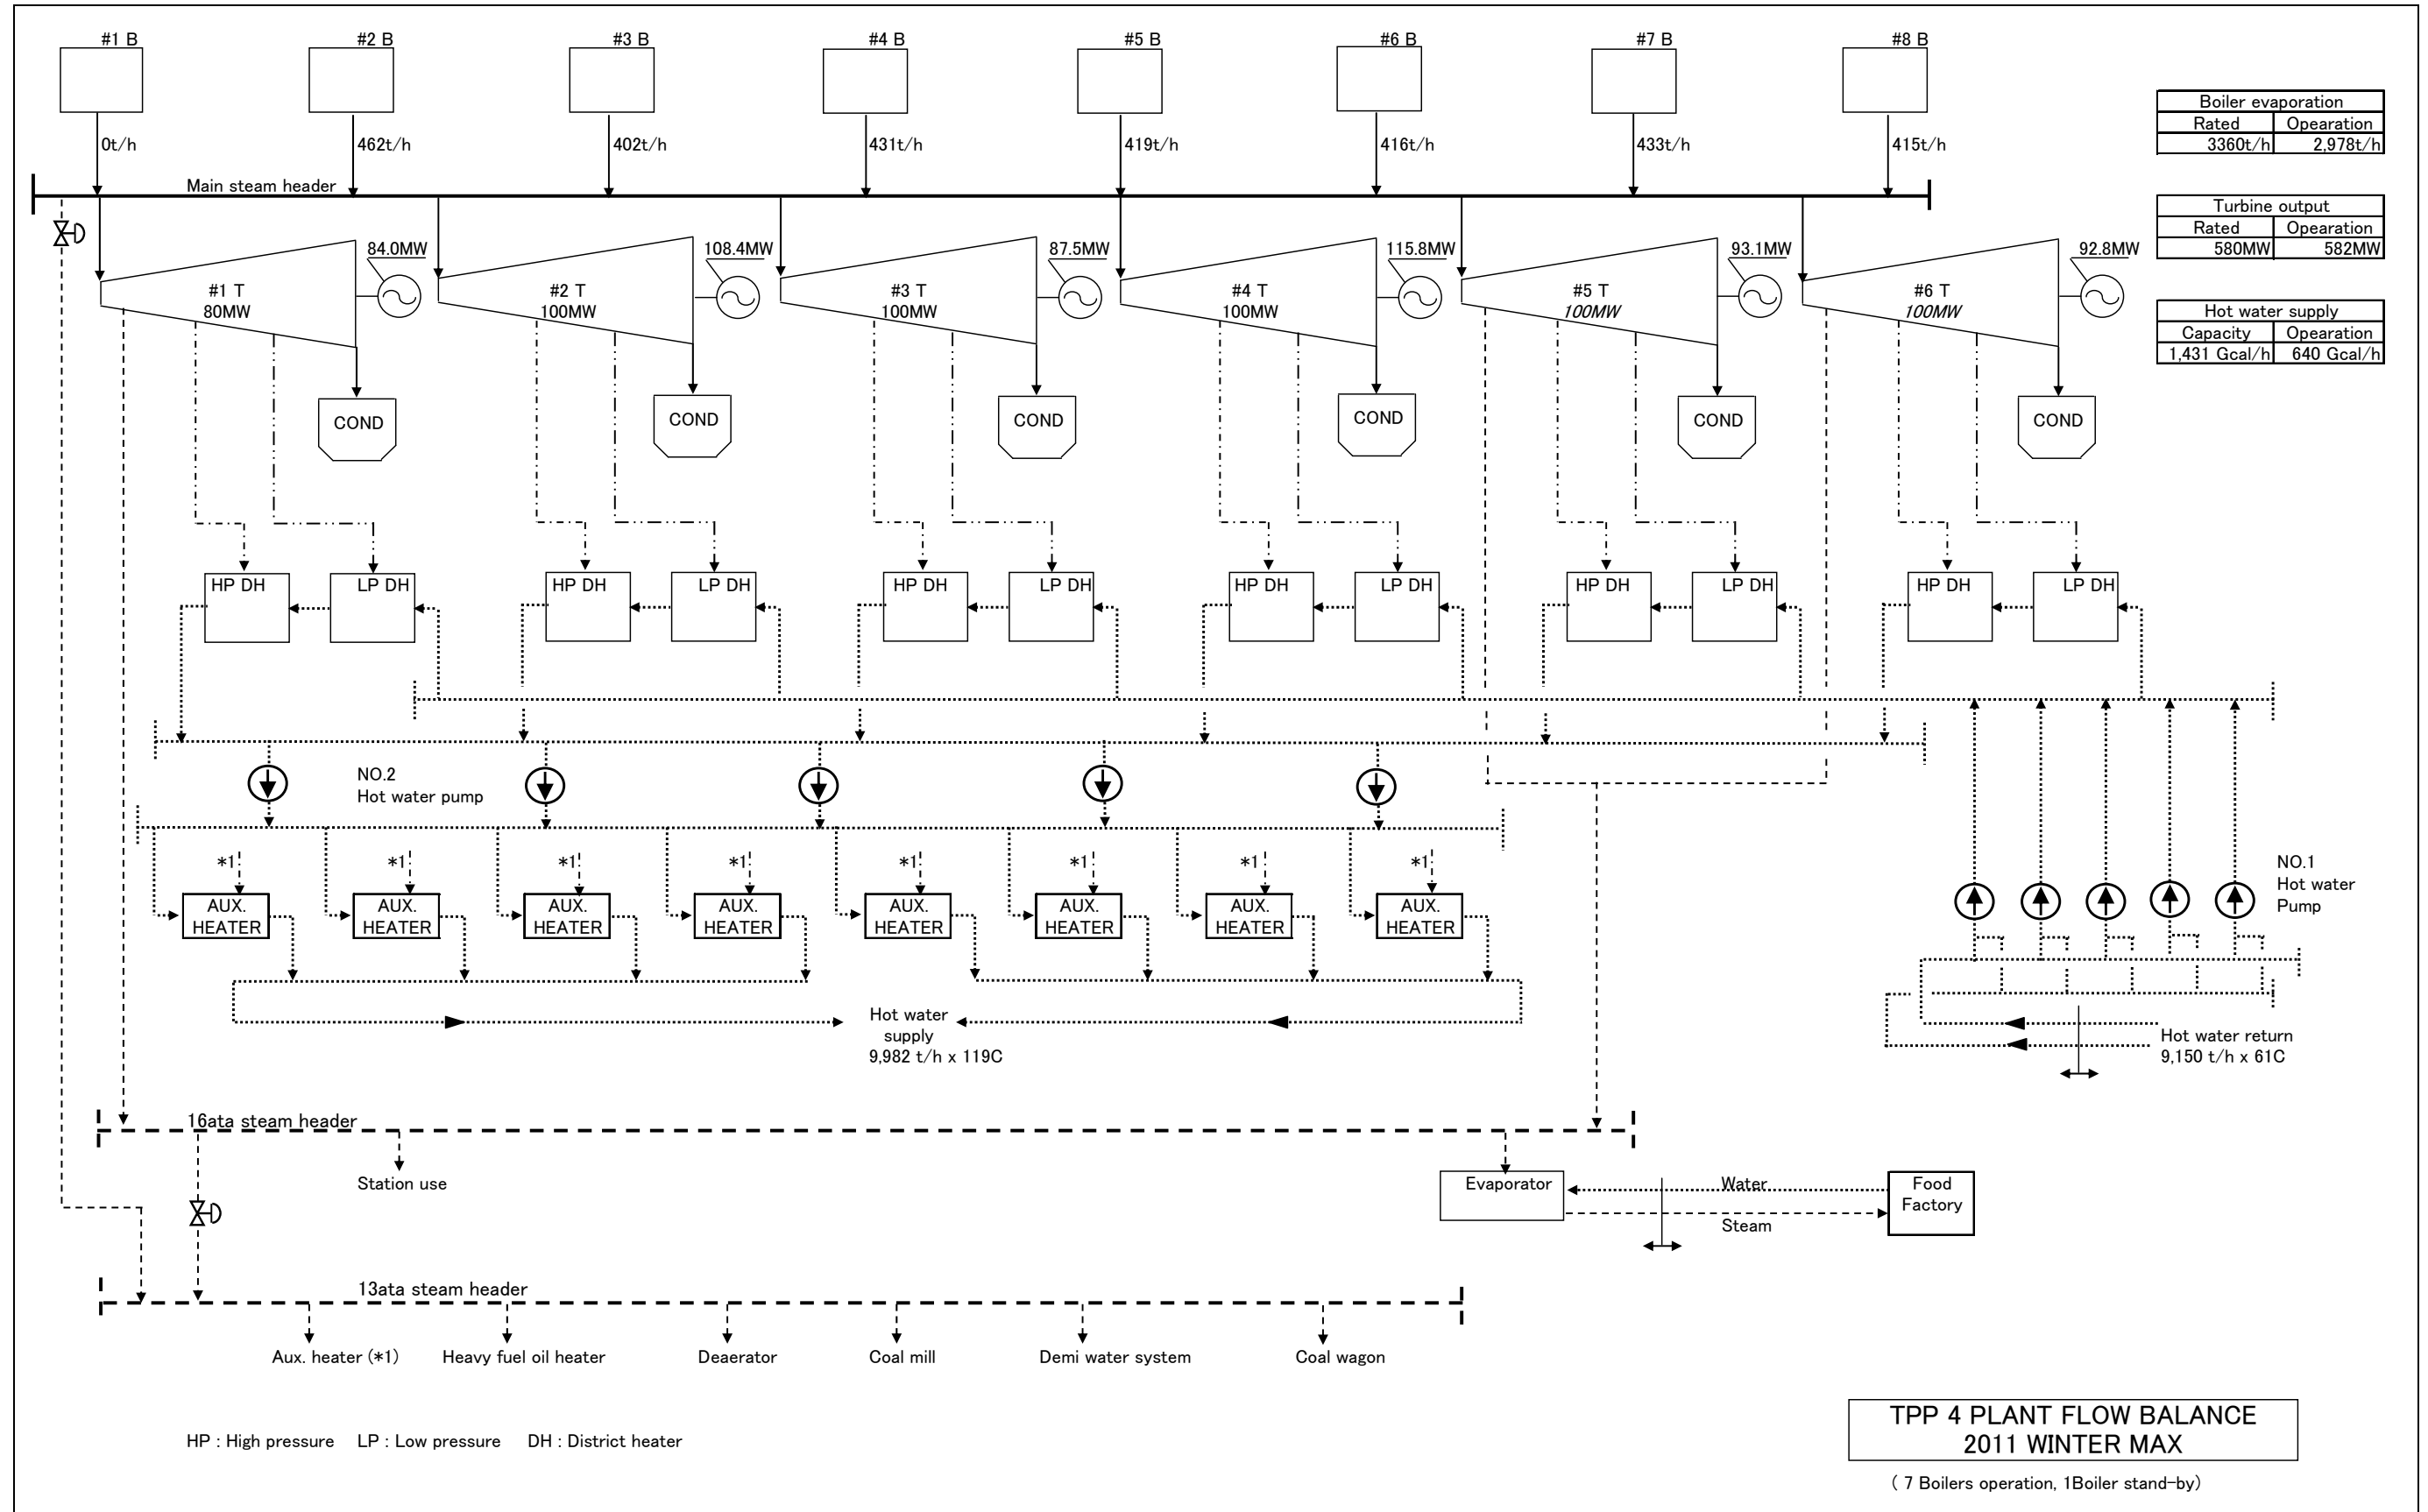 #1 B
#2 B
#3 B
#4 B
#5 B
#6 B
#7 B
#8 B
0t/h
462t/h
402t/h
431t/h
419t/h
416t/h
433t/h
415t/h
Boiler evaporation
Rated Opearation
3360t/h 2,978t/h
Main steam header
Turbine output
Rated Opearation
580MW 582MW
84.0MW
108.4MW
87.5MW
115.8MW
93.1MW
92.8MW
#1 T
80MW
#2 T
100MW
#3 T
100MW
#4 T
100MW
#5 T
100MW
#6 T
100MW
Hot water supply
Capacity Opearation
1,431 Gcal/h 640 Gcal/h
COND
COND
COND
COND
COND
COND
HP DH
LP DH
HP DH
LP DH
HP DH
LP DH
HP DH
LP DH
HP DH
LP DH
HP DH
LP DH
NO.2
Hot water pump
*1
*1
*1
*1
*1
*1
*1
*1
AUX.
HEATER
AUX.
HEATER
AUX.
HEATER
AUX.
HEATER
AUX.
HEATER
AUX.
HEATER
AUX.
HEATER
AUX.
HEATER
NO.1
Hot water
Pump
Hot water
supply
9,982 t/h x 119C
Hot water return
9,150 t/h x 61C
16ata steam header
Station use
Evaporator
Water
Steam
Food
Factory
13ata steam header
Aux. heater (*1)
Heavy fuel oil heater
Deaerator
Coal mill
Demi water system
Coal wagon
HP : High pressure LP : Low pressure DH : District heater
TPP 4 PLANT FLOW BALANCE
2011 WINTER MAX
( 7 Boilers operation, 1Boiler stand-by)